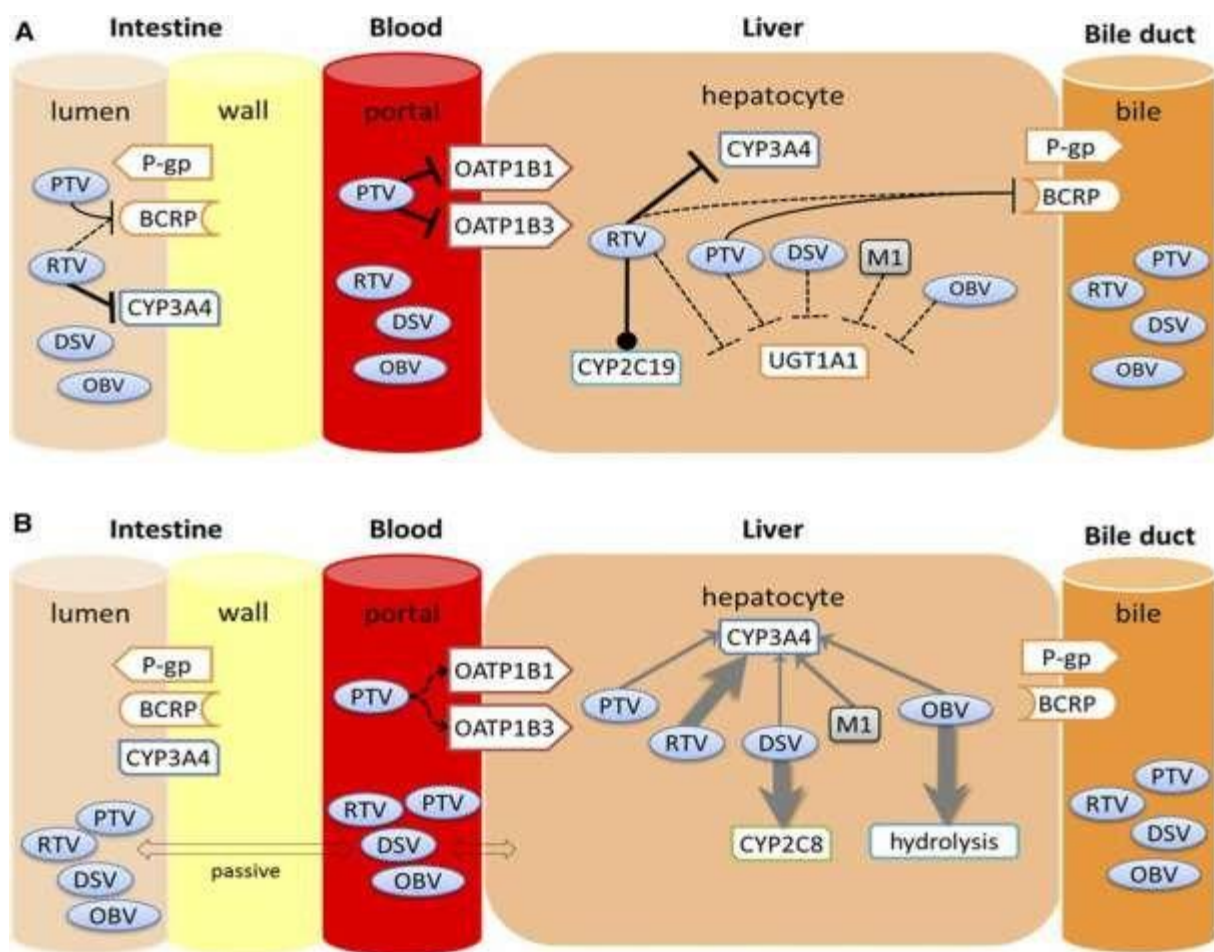 A
Intestine
Blood
Liver
Bile duct
lumen
wall
portal
hepatocyte
bile
P-gp
BCRP
CYP3A4
PTV
RTV
DSV
OBV
PTV
RTV
DSV
OBV
OATP1B1
OATP1B3
CYP3A4
RTV
PTV
DSV
M1
OBV
CYP2C19
UGT1A1
P-gp
BCRP
PTV
RTV
DSV
OBV
B
Intestine
Blood
Liver
Bile duct
lumen
wall
portal
hepatocyte
bile
P-gp
BCRP
CYP3A4
PTV
RTV
DSV
OBV
passive
PTV
RTV
PTV
DSV
OBV
OATP1B1
OATP1B3
CYP3A4
PTV
RTV
DSV
M1
OBV
CYP2C8
hydrolysis
P-gp
BCRP
PTV
RTV
DSV
OBV